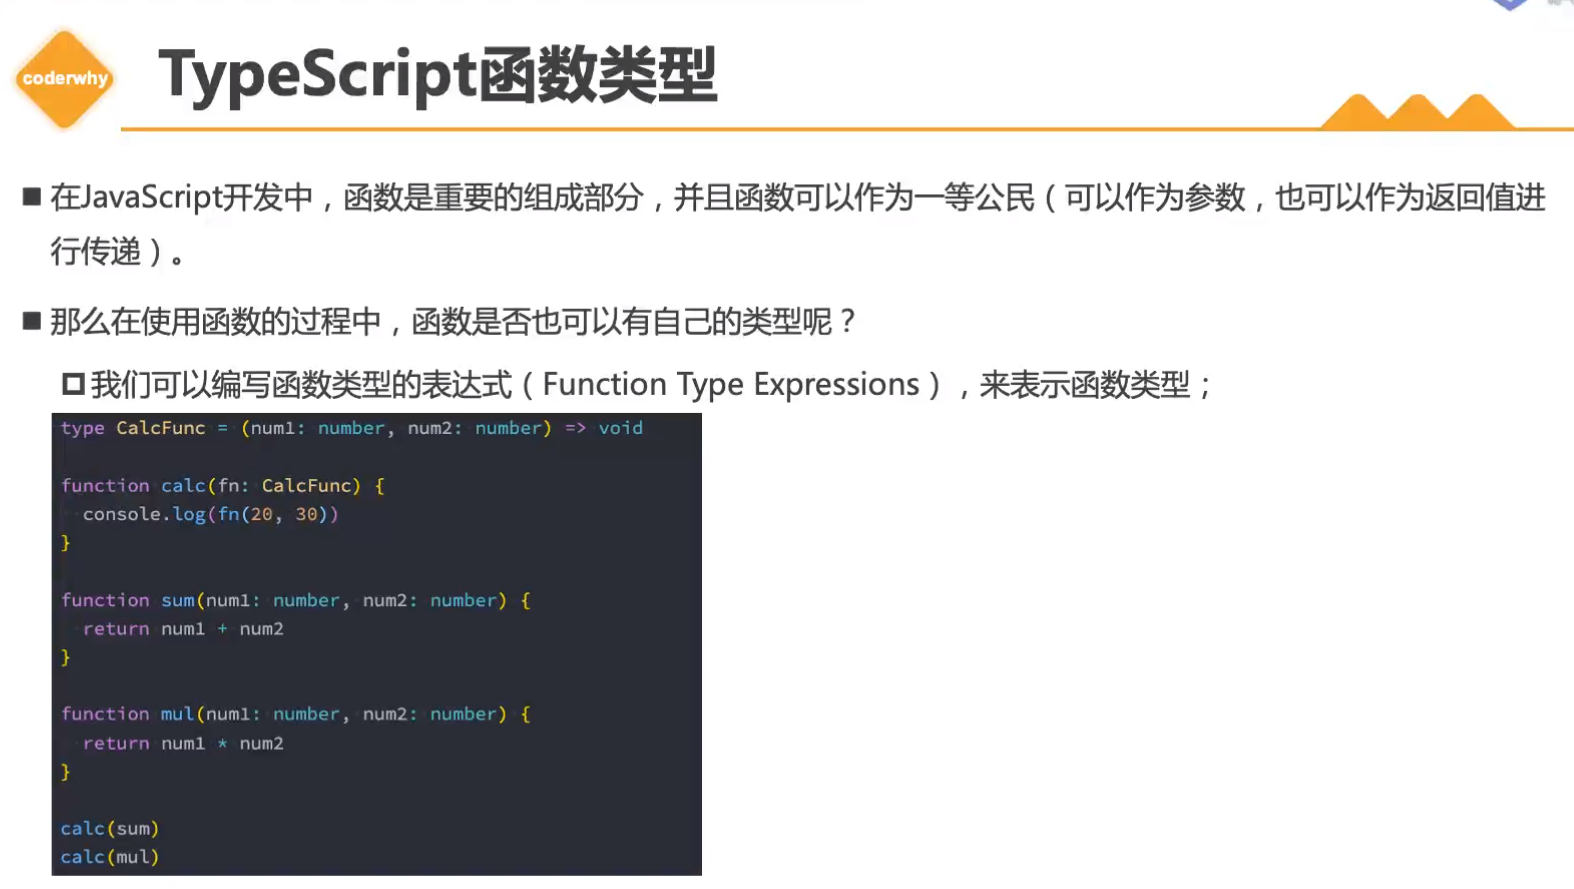 coderwhy
TypeScript函数类型
■ 在JavaScript开发中，函数是重要的组成部分，并且函数可以作为一等公民（可以作为参数，也可以作为返回值进
行传递）。
■ 那么在使用函数的过程中，函数是否也可以有自己的类型呢？
我们可以编写函数类型的表达式（Function Type Expressions），来表示函数类型；
type CalcFunc = (num1: number, num2: number) => void
function calc(fn: CalcFunc) {
console.log(fn(20, 30))
}
function sum(num1: number, num2: number) {
return num1 + num2
}
function mul(num1: number, num2: number) {
return num1 * num2
}
calc(sum)
calc(mul)